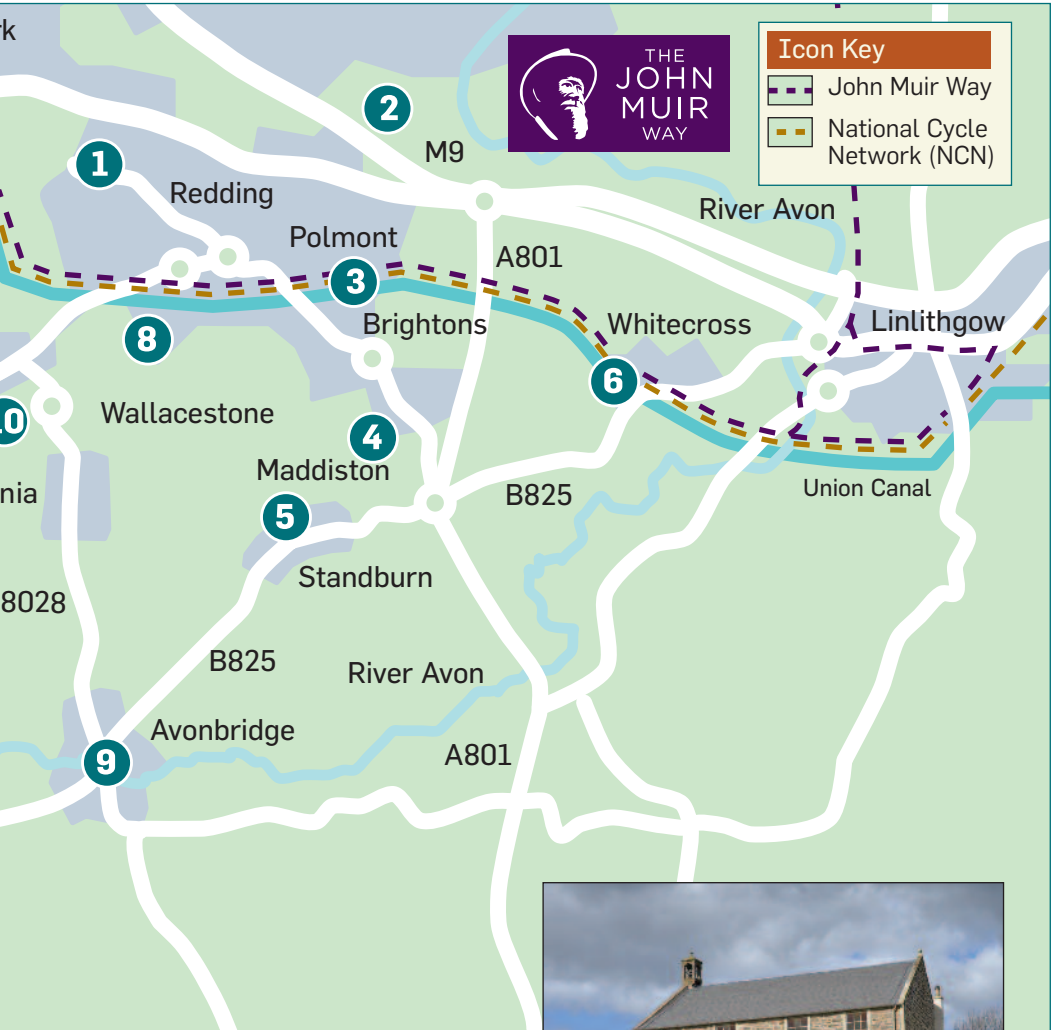 rk
THE
JOHN
MUIR
WAY
Icon Key
John Muir Way
National Cycle
Network (NCN)
2
M9
1
Redding
River Avon
Polmont
A801
3
Brightons
Whitecross
Linlithgow
8
6
10
Wallacestone
4
Maddiston
nia
B825
Union Canal
5
Standburn
8028
B825
River Avon
Avonbridge
A801
9